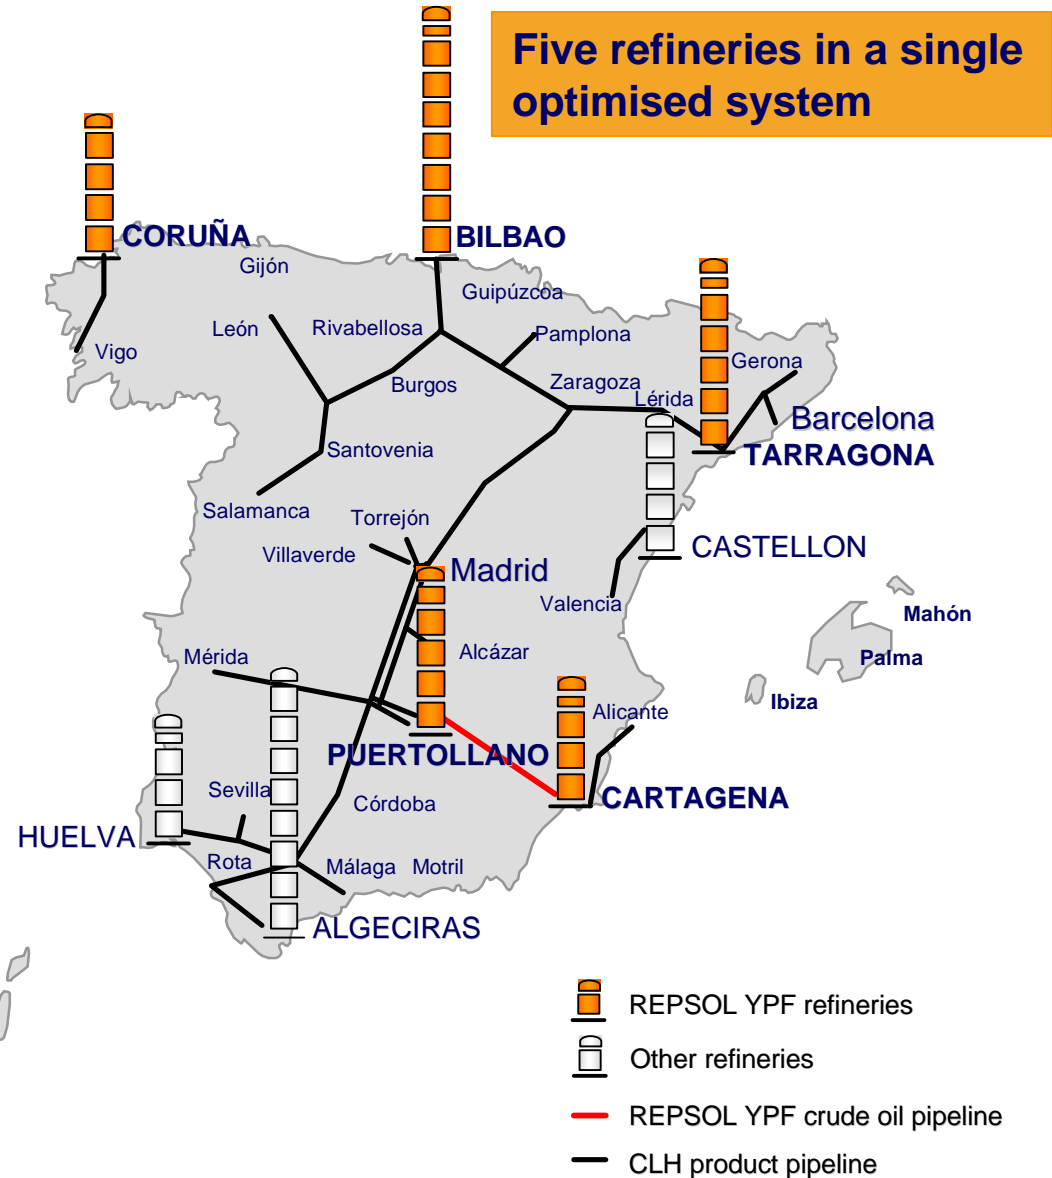 Five refineries in a single
optimised system
CORUÑA
BILBAO
Gijón
Guipúzcoa
León
Rivabellosa
Pamplona
Vigo
Gerona
Burgos
Zaragoza
Lérida
Barcelona
Santovenia
TARRAGONA
Salamanca
Torrejón
Villaverde
CASTELLON
Madrid
Valencia
Mahón
Mérida
Alcázar
Palma
Ibiza
Alicante
PUERTOLLANO
Sevilla
Córdoba
CARTAGENA
HUELVA
Rota
Málaga
Motril
ALGECIRAS
REPSOL YPF refineries
Other refineries
REPSOL YPF crude oil pipeline
CLH product pipeline